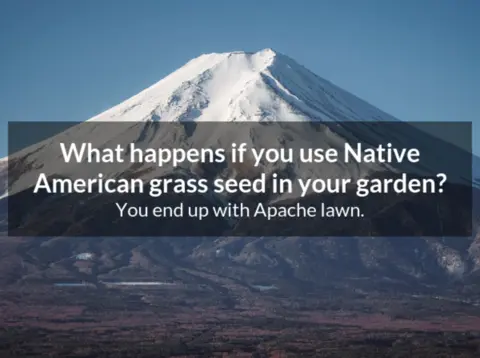 What happens if you use Native
American grass seed in your garden?
You end up with Apache lawn.